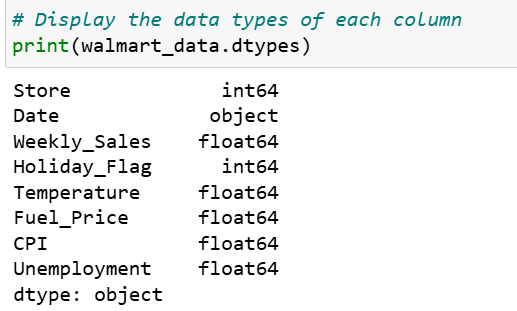 # Display the data types of each column
print(walmart_data.dtypes)
Store             int64
Date             object
Weekly_Sales    float64
Holiday_Flag      int64
Temperature     float64
Fuel_Price      float64
CPI             float64
Unemployment    float64
dtype: object